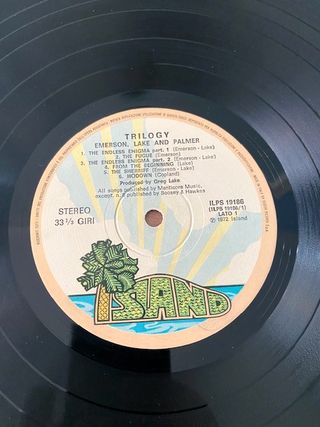 TRILOGY
EMERSON, LAKE AND PALMER
1. THE ENDLESS ENIGMA part. 1 (Emerson - Lake)
2. THE FUGUE (Emerson)
3. THE ENDLESS ENIGMA part. 2 (Emerson - Lake)
4. FROM THE BEGINNING (Lake)
5. THE SHERIFF (Emerson - Lake)
6. HOEDOWN (Copland)
Produced by Greg Lake
All songs published by Manticore Music,
except. n. 6 published by Boosey & Hawkes
STEREO
33 1/3 GIRI
ILPS 19186
(ILPS 19186/1)
LATO 1
℗ 1972 Island
ISLAND